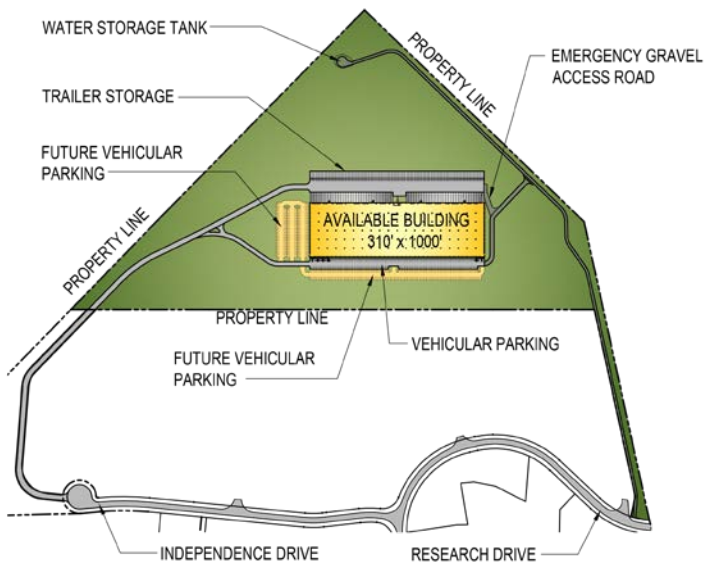 WATER STORAGE TANK
PROPERTY LINE
EMERGENCY GRAVEL
ACCESS ROAD
TRAILER STORAGE
FUTURE VEHICULAR
PARKING
AVAILABLE BUILDING
310' x 1000'
PROPERTY LINE
PROPERTY LINE
VEHICULAR PARKING
FUTURE VEHICULAR
PARKING
INDEPENDENCE DRIVE
RESEARCH DRIVE